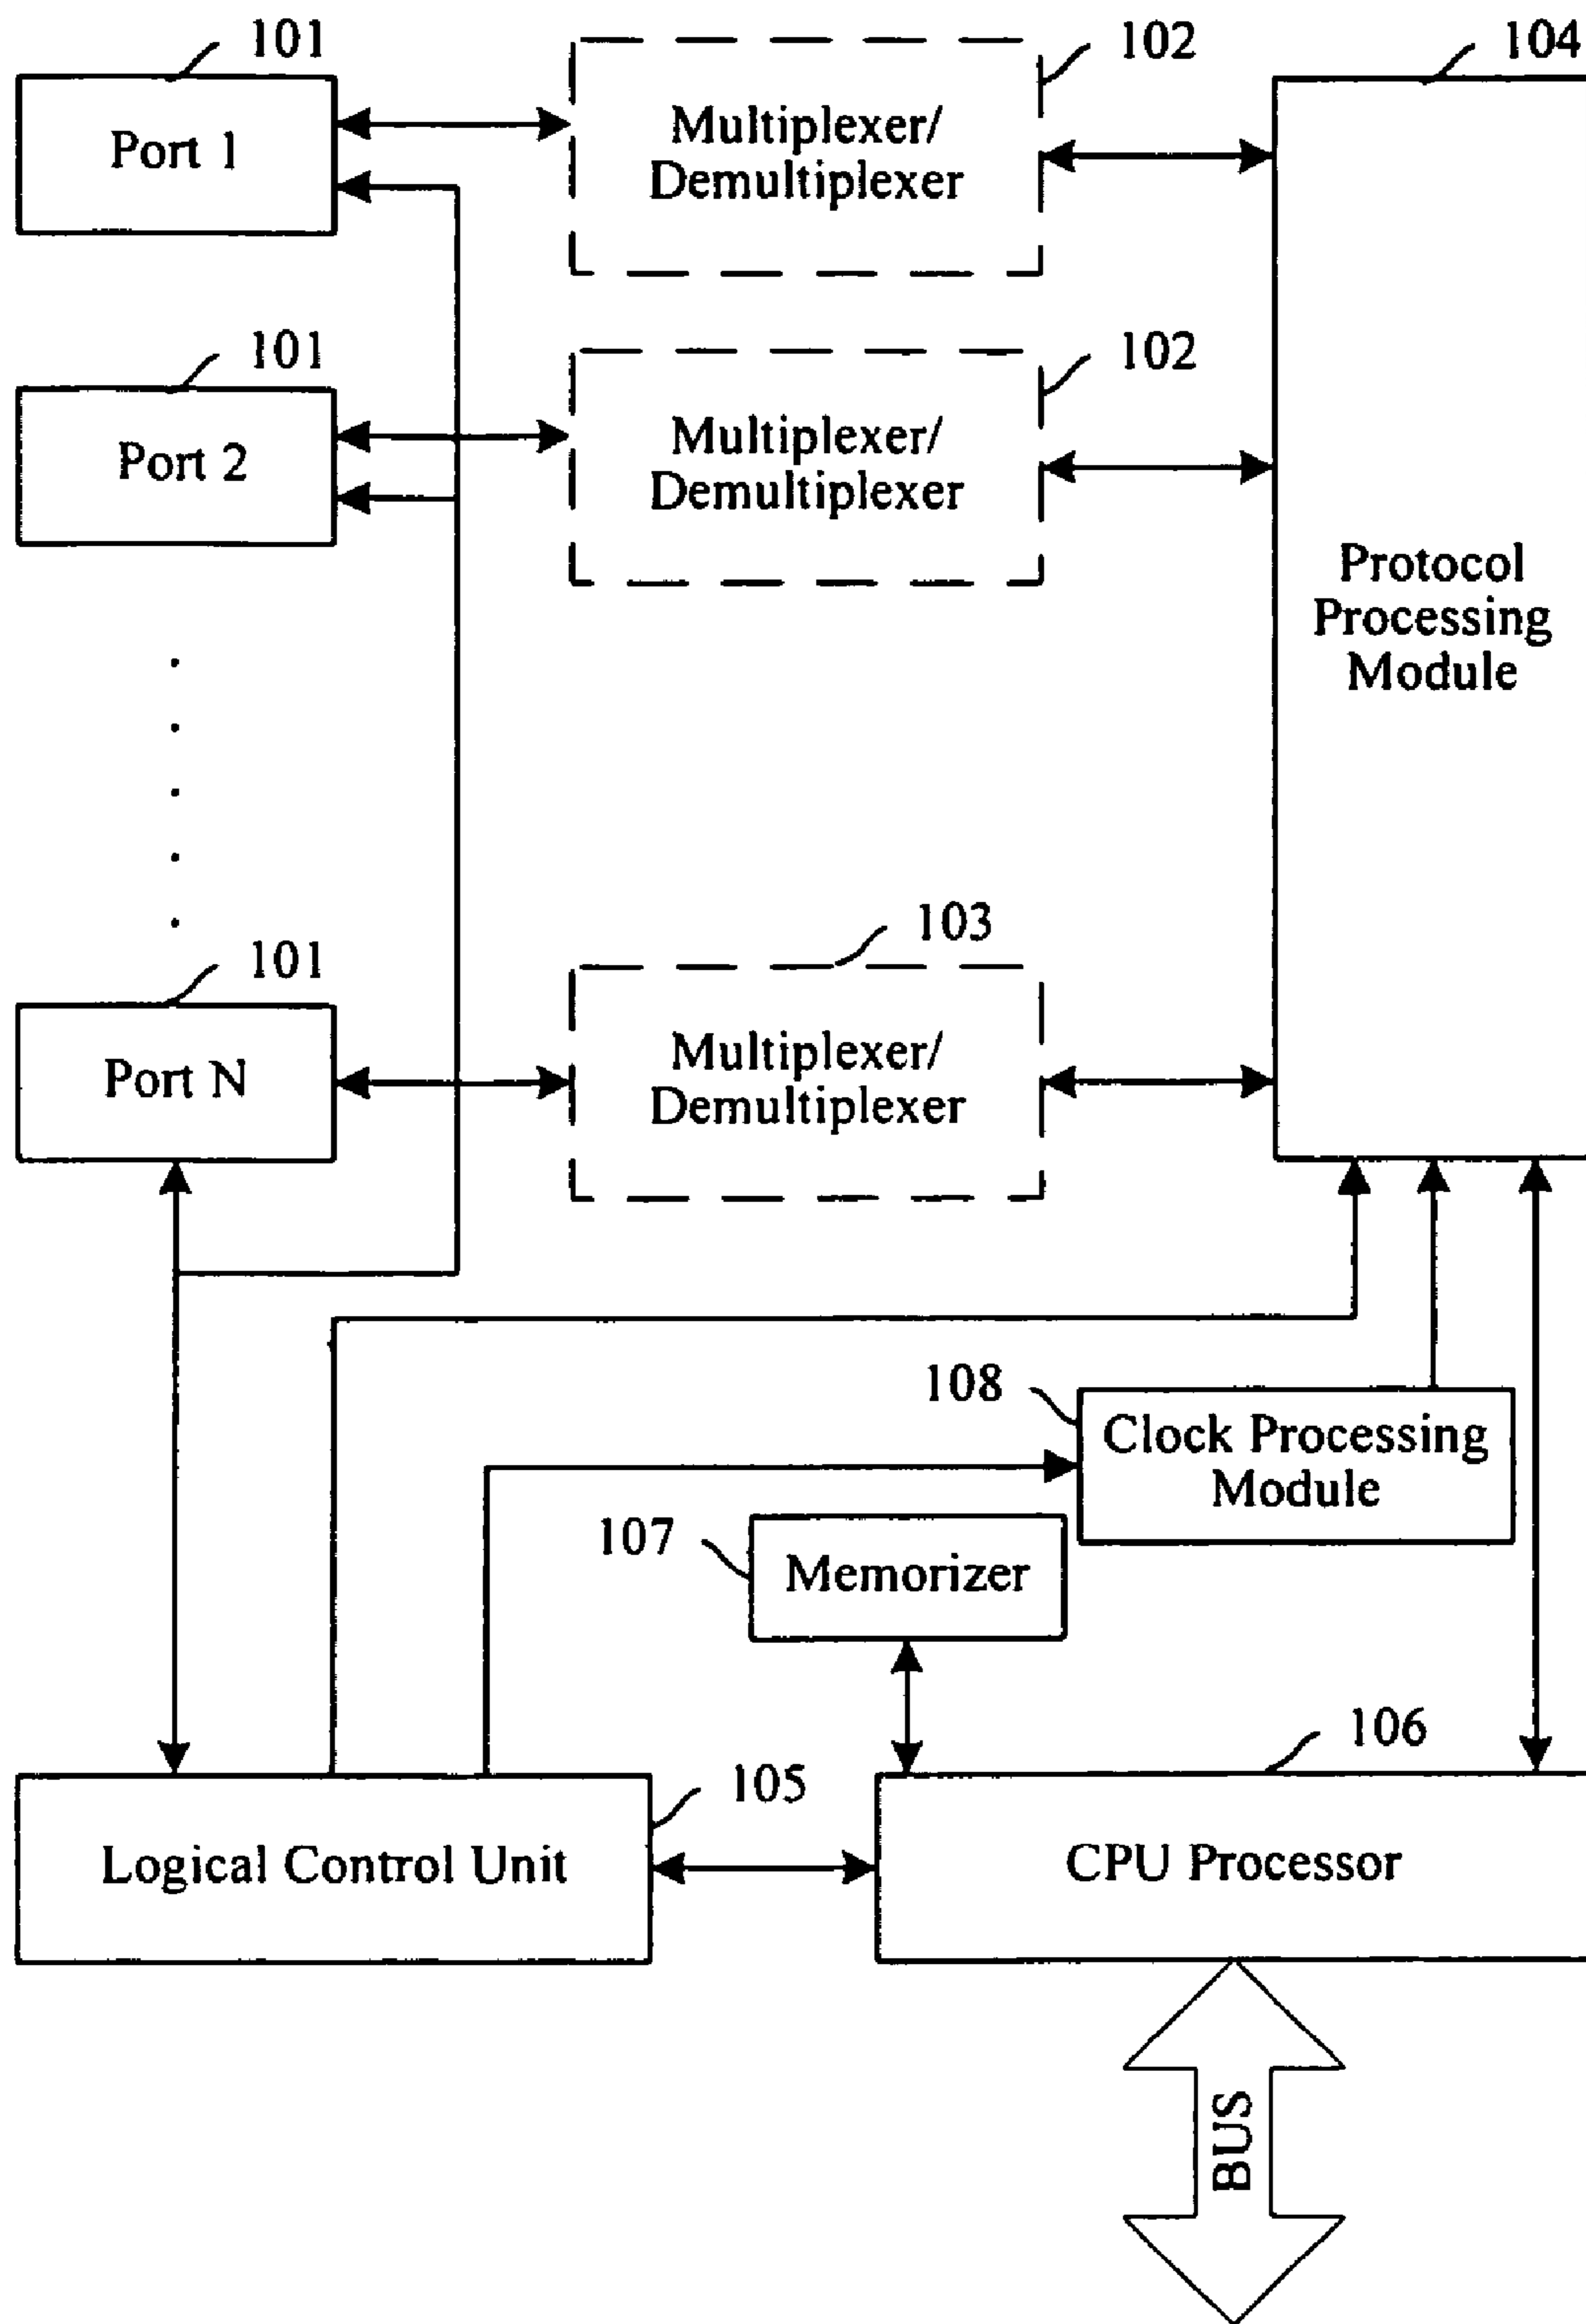 101
102
104
Port 1
Multiplexer/
Demultiplexer
101
102
Port 2
Multiplexer/
Demultiplexer
Protocol
Processing
Module
101
103
Port N
Multiplexer/
Demultiplexer
108
Clock Processing
Module
107
Memorizer
105
106
Logical Control Unit
CPU Processor
BUS